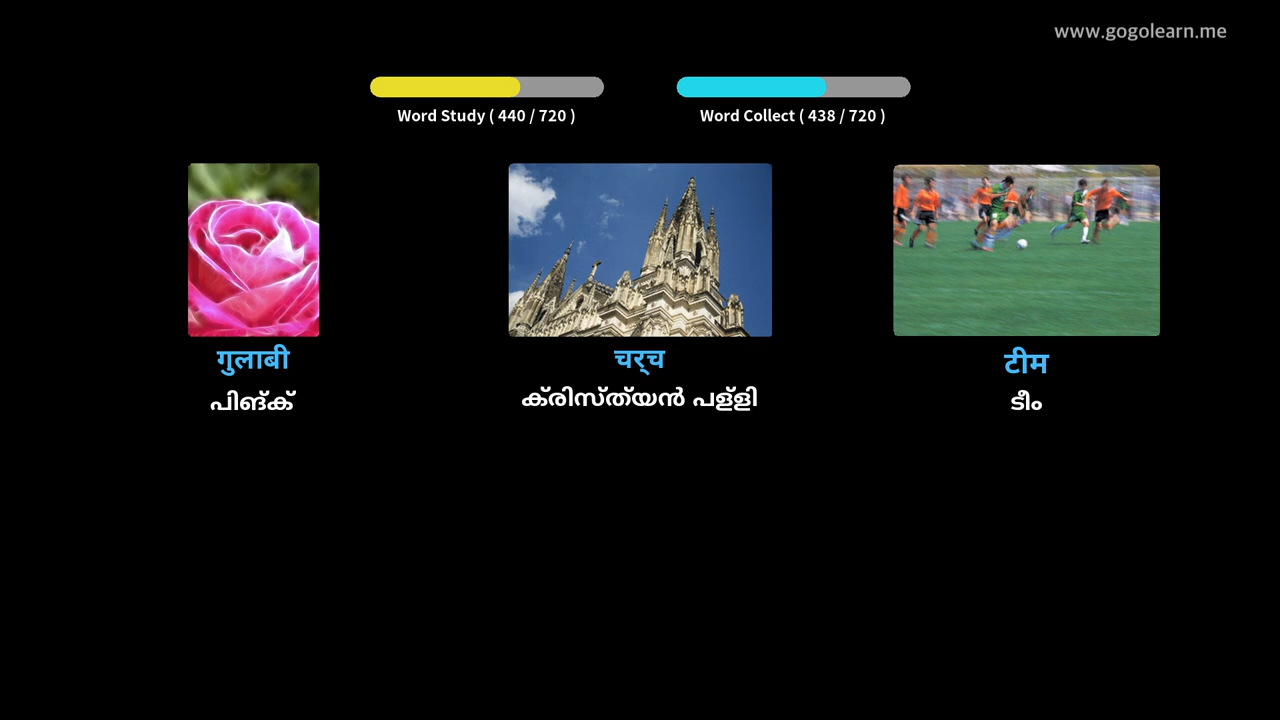 www.gogolearn.me
Word Study ( 440 / 720 )
Word Collect ( 438 / 720 )
गुलाबी
चर्च
टीम
പിങ്ക്
ക്രിസ്ത്യൻ പള്ളി
ടീം